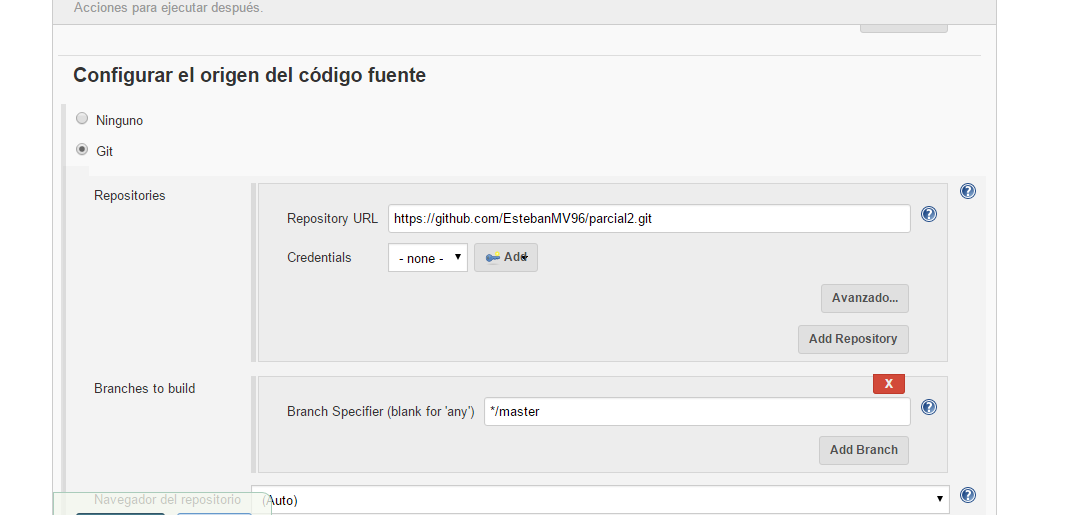 Acciones para ejecutar después.
Configurar el origen del código fuente
Ninguno
Git
Repositories
Repository URL https://github.com/EstebanMV96/parcial2.git
Credentials - none - Add
Avanzado...
Add Repository
Branches to build
X
Branch Specifier (blank for 'any') */master
Add Branch
Navegador del repositorio (Auto)